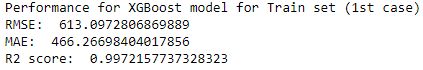 Performance for XGBoost model for Train set (1st case)
RMSE:  613.0972806869889
MAE:  466.26698404017856
R2 score:  0.9972157737328323